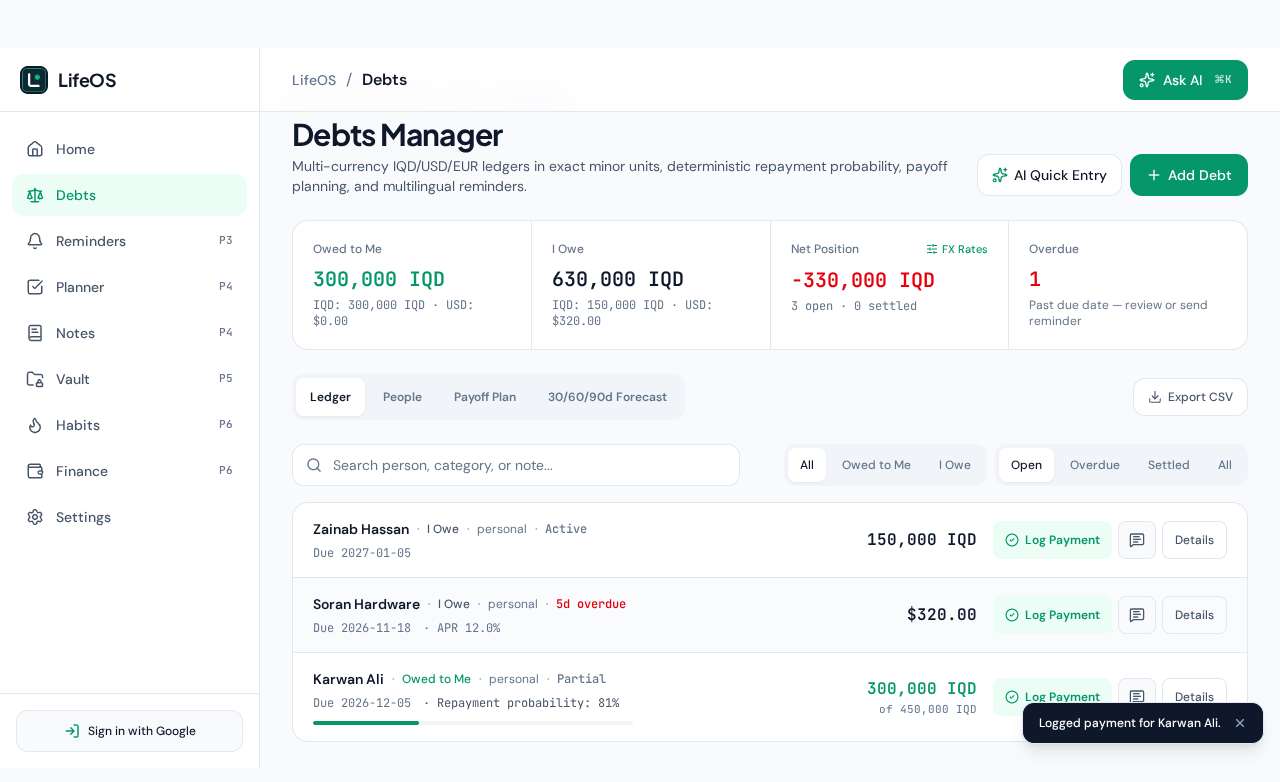 LifeOS
LifeOS / Debts
Ask AI ⌘K
Home
Debts
Reminders P3
Planner P4
Notes P4
Vault P5
Habits P6
Finance P6
Settings
Sign in with Google
Debts Manager
Multi-currency IQD/USD/EUR ledgers in exact minor units, deterministic repayment probability, payoff
planning, and multilingual reminders.
AI Quick Entry
Add Debt
Owed to Me
300,000 IQD
IQD: 300,000 IQD · USD:
$0.00
I Owe
630,000 IQD
IQD: 150,000 IQD · USD:
$320.00
Net Position FX Rates
-330,000 IQD
3 open · 0 settled
Overdue
1
Past due date — review or send
reminder
Ledger People Payoff Plan 30/60/90d Forecast
Export CSV
Search person, category, or note...
All Owed to Me I Owe
Open Overdue Settled All
Zainab Hassan · I Owe · personal · Active
Due 2027-01-05
150,000 IQD
Log Payment
Details
Soran Hardware · I Owe · personal · 5d overdue
Due 2026-11-18 · APR 12.0%
$320.00
Log Payment
Details
Karwan Ali · Owed to Me · personal · Partial
Due 2026-12-05 · Repayment probability: 81%
300,000 IQD
of 450,000 IQD
Log Payment
Details
Logged payment for Karwan Ali.